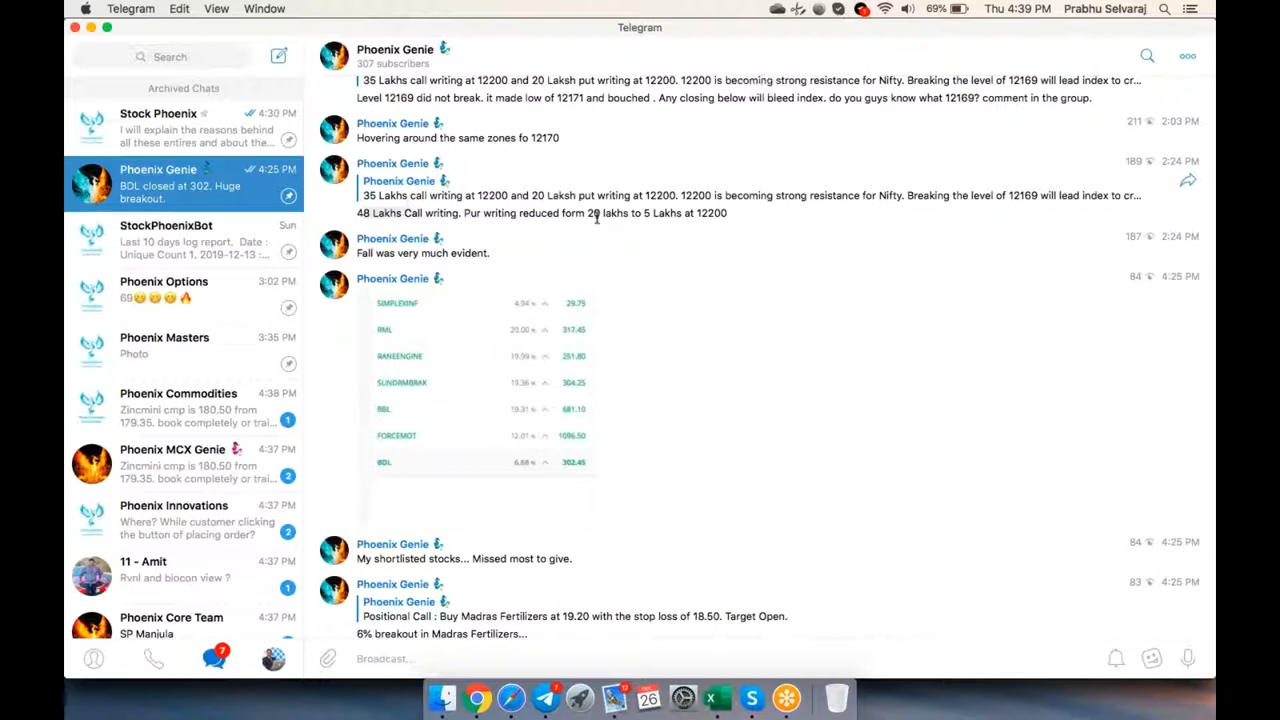 Telegram Edit View Window 69% Thu 4:39 PM Prabhu Selvaraj
Telegram
Search
Archived Chats
Stock Phoenix 4:30 PM
I will explain the reasons behind
all these entires and about the...
Phoenix Genie 4:25 PM
BDL closed at 302. Huge
breakout.
StockPhoenixBot Sun
Last 10 days log report. Date :
Unique Count 1. 2019-12-13 :...
Phoenix Options 3:02 PM
69
Phoenix Masters 3:35 PM
Photo
Phoenix Commodities 4:38 PM
Zincmini cmp is 180.50 from
179.35. book completely or trai... 1
Phoenix MCX Genie 4:37 PM
Zincmini cmp is 180.50 from
179.35. book completely or trai... 2
Phoenix Innovations 4:37 PM
Where? While customer clicking
the button of placing order? 2
11 - Amit 4:37 PM
Rvnl and biocon view ? 1
Phoenix Core Team 4:37 PM
SP Manjula
7
Phoenix Genie
307 subscribers
35 Lakhs call writing at 12200 and 20 Laksh put writing at 12200. 12200 is becoming strong resistance for Nifty. Breaking the level of 12169 will lead index to cr...
Level 12169 did not break. it made low of 12171 and bouched . Any closing below will bleed index. do you guys know what 12169? comment in the group.
Phoenix Genie 211 2:03 PM
Hovering around the same zones fo 12170
Phoenix Genie 189 2:24 PM
Phoenix Genie
35 Lakhs call writing at 12200 and 20 Laksh put writing at 12200. 12200 is becoming strong resistance for Nifty. Breaking the level of 12169 will lead index to cr...
48 Lakhs Call writing. Pur writing reduced form 20 lakhs to 5 Lakhs at 12200
Phoenix Genie 187 2:24 PM
Fall was very much evident.
Phoenix Genie 84 4:25 PM
SIMPLEXINF 4.94 % 29.75
RML 20.00 % 317.45
RANEENGINE 19.99 % 251.80
SUNDRMBRAK 19.36 % 304.25
BBL 19.31 % 681.10
FORCEMOT 12.01 % 1096.50
BDL 6.68 % 302.45
Phoenix Genie 84 4:25 PM
My shortlisted stocks... Missed most to give.
Phoenix Genie 83 4:25 PM
Phoenix Genie
Positional Call : Buy Madras Fertilizers at 19.20 with the stop loss of 18.50. Target Open.
6% breakout in Madras Fertilizers...
Broadcast...
26